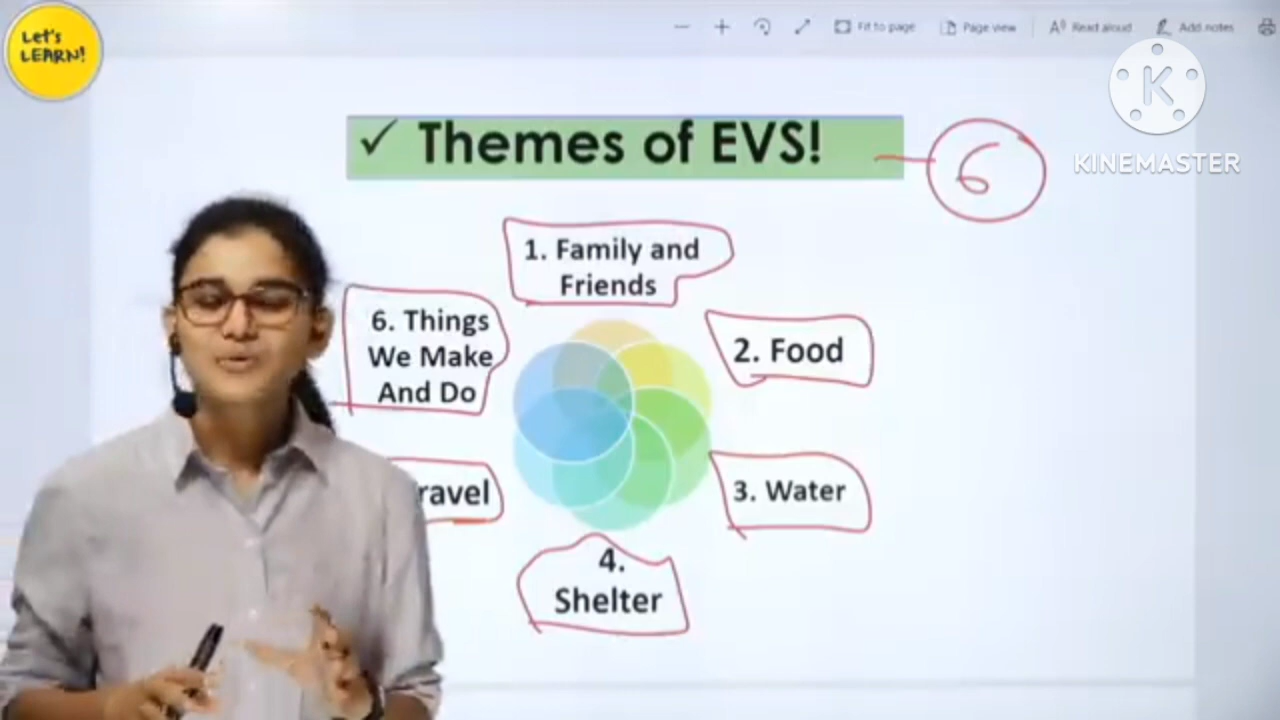 Let's
LEARN!
Fit to page
Page view
Read aloud
Add notes
K
KINEMASTER
✓ Themes of EVS!
6
1. Family and
Friends
6. Things
We Make
And Do
2. Food
ravel
3. Water
4.
Shelter